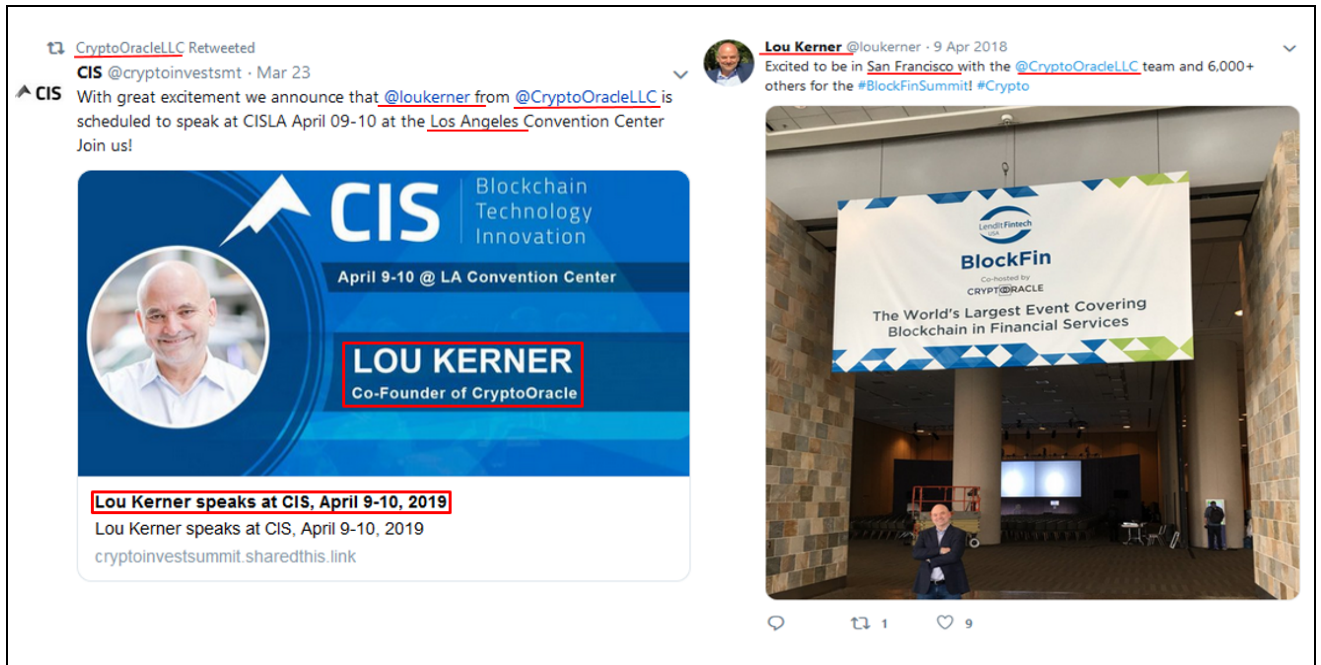 CryptoOracleLLC Retweeted
CIS @cryptoinvestsmt · Mar 23
CIS
With great excitement we announce that @loukerner from @CryptoOracleLLC is
scheduled to speak at CISLA April 09-10 at the Los Angeles Convention Center
Join us!
CIS
Blockchain
Technology
Innovation
April 9-10 @ LA Convention Center
LOU KERNER
Co-Founder of CryptoOracle
Lou Kerner speaks at CIS, April 9-10, 2019
Lou Kerner speaks at CIS, April 9-10, 2019
cryptoinvestsummit.sharedthis.link
Lou Kerner @loukerner · 9 Apr 2018
Excited to be in San Francisco with the @CryptoOracleLLC team and 6,000+
others for the #BlockFinSummit! #Crypto
LendIt Fintech
USA
BlockFin
Co-hosted by
CRYPTORACLE
The World's Largest Event Covering
Blockchain in Financial Services
1
9